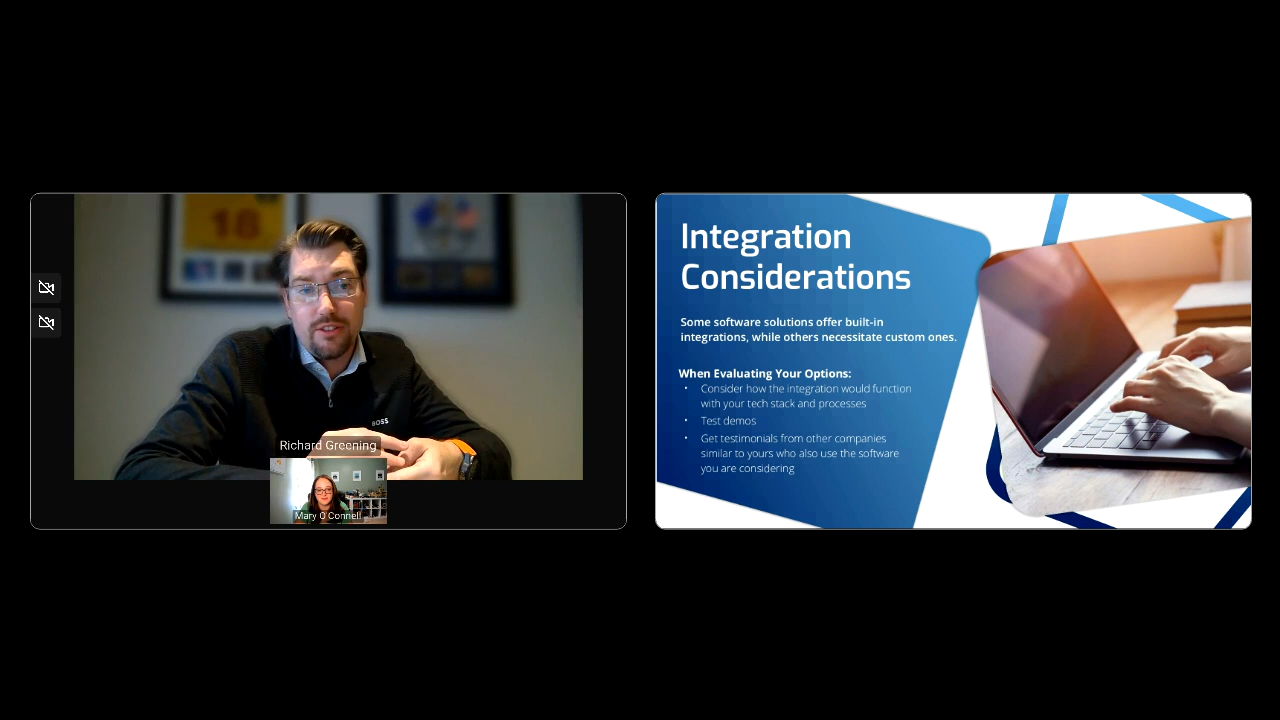 18
BOSS
Richard Greening
Mary O Connell
Integration
Considerations
Some software solutions offer built-in
integrations, while others necessitate custom ones.
When Evaluating Your Options:
• Consider how the integration would function
with your tech stack and processes
• Test demos
• Get testimonials from other companies
similar to yours who also use the software
you are considering